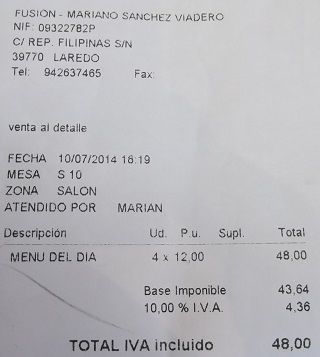 FUSION - MARIANO SANCHEZ VIADERO
NIF: 09322782P
C/ REP. FILIPINAS S/N
39770 LAREDO
Tel: 942637465 Fax:
venta al detalle
FECHA 10/07/2014 16:19
MESA S 10
ZONA SALON
ATENDIDO POR MARIAN
Descripción Ud. P.u. Supl. Total
MENU DEL DIA 4 x 12,00 48,00
Base Imponible 43,64
10,00 % I.V.A. 4,36
TOTAL IVA incluido 48,00